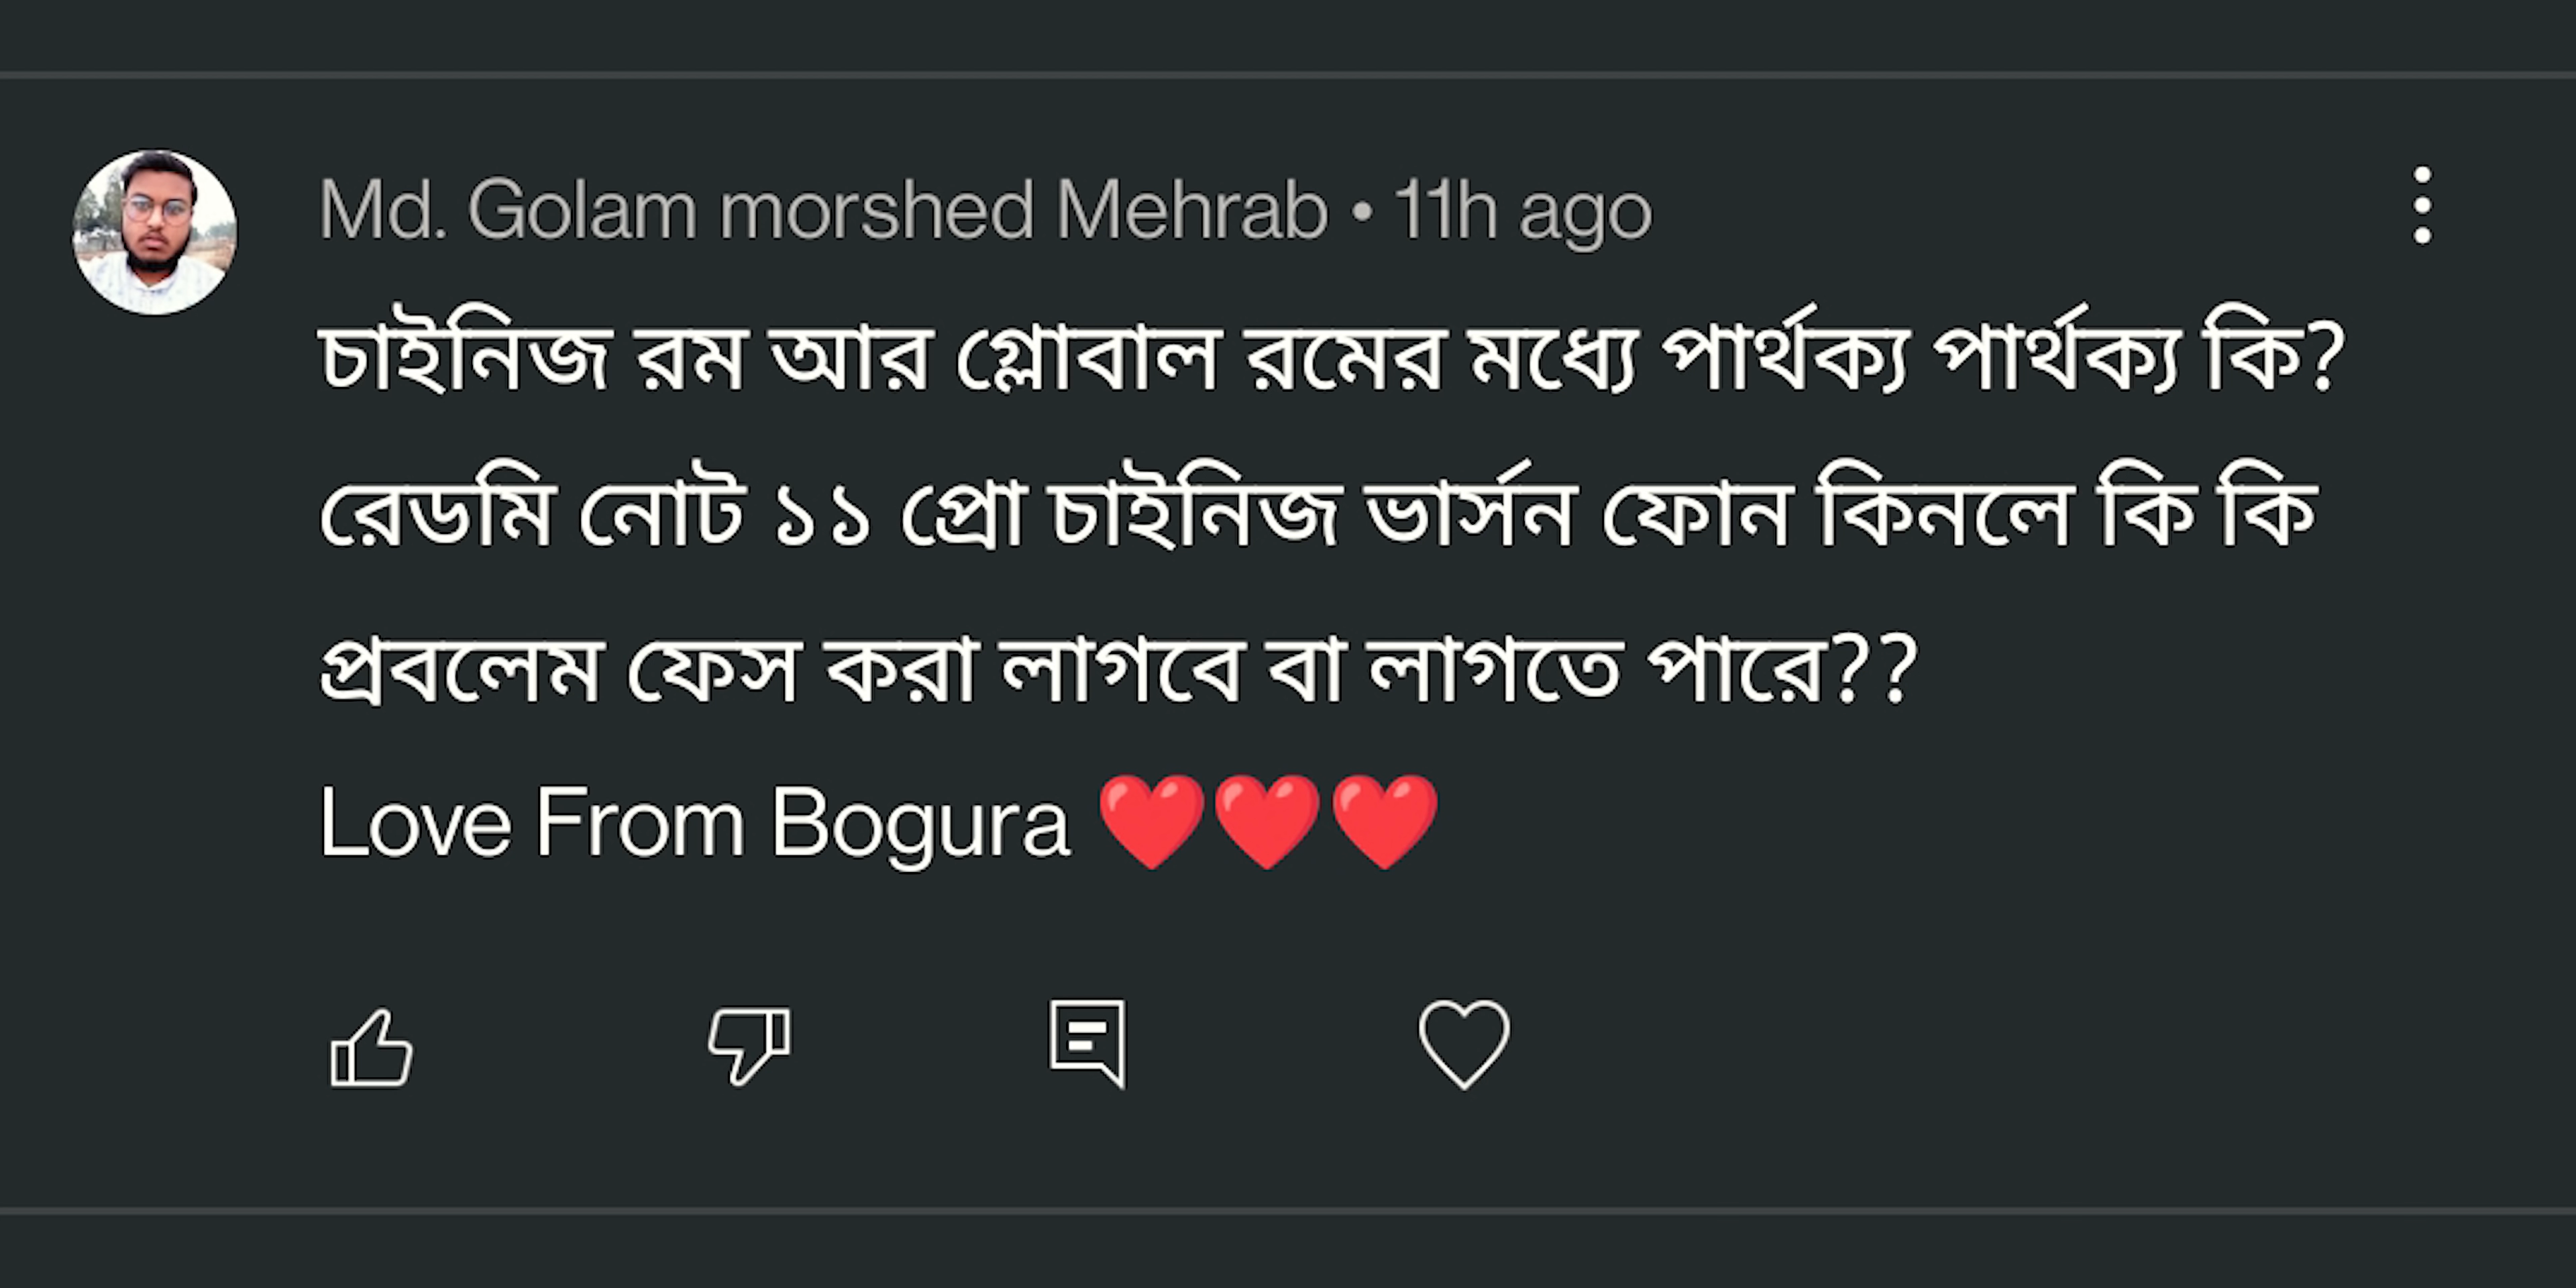 Md. Golam morshed Mehrab • 11h ago
চাইনিজ রম আর গ্লোবাল রমের মধ্যে পার্থক্য পার্থক্য কি?
রেডমি নোট ১১ প্রো চাইনিজ ভার্সন ফোন কিনলে কি কি
প্রবলেম ফেস করা লাগবে বা লাগতে পারে??
Love From Bogura ❤️❤️❤️